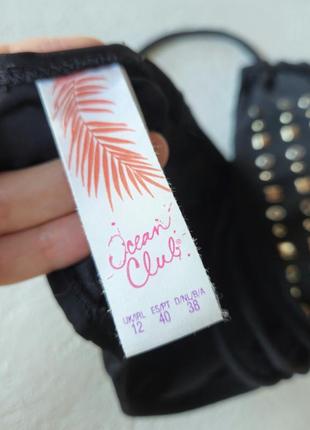 Ocean
Club®
UK/IRL ES/PT D/NL/B/A
12 40 38